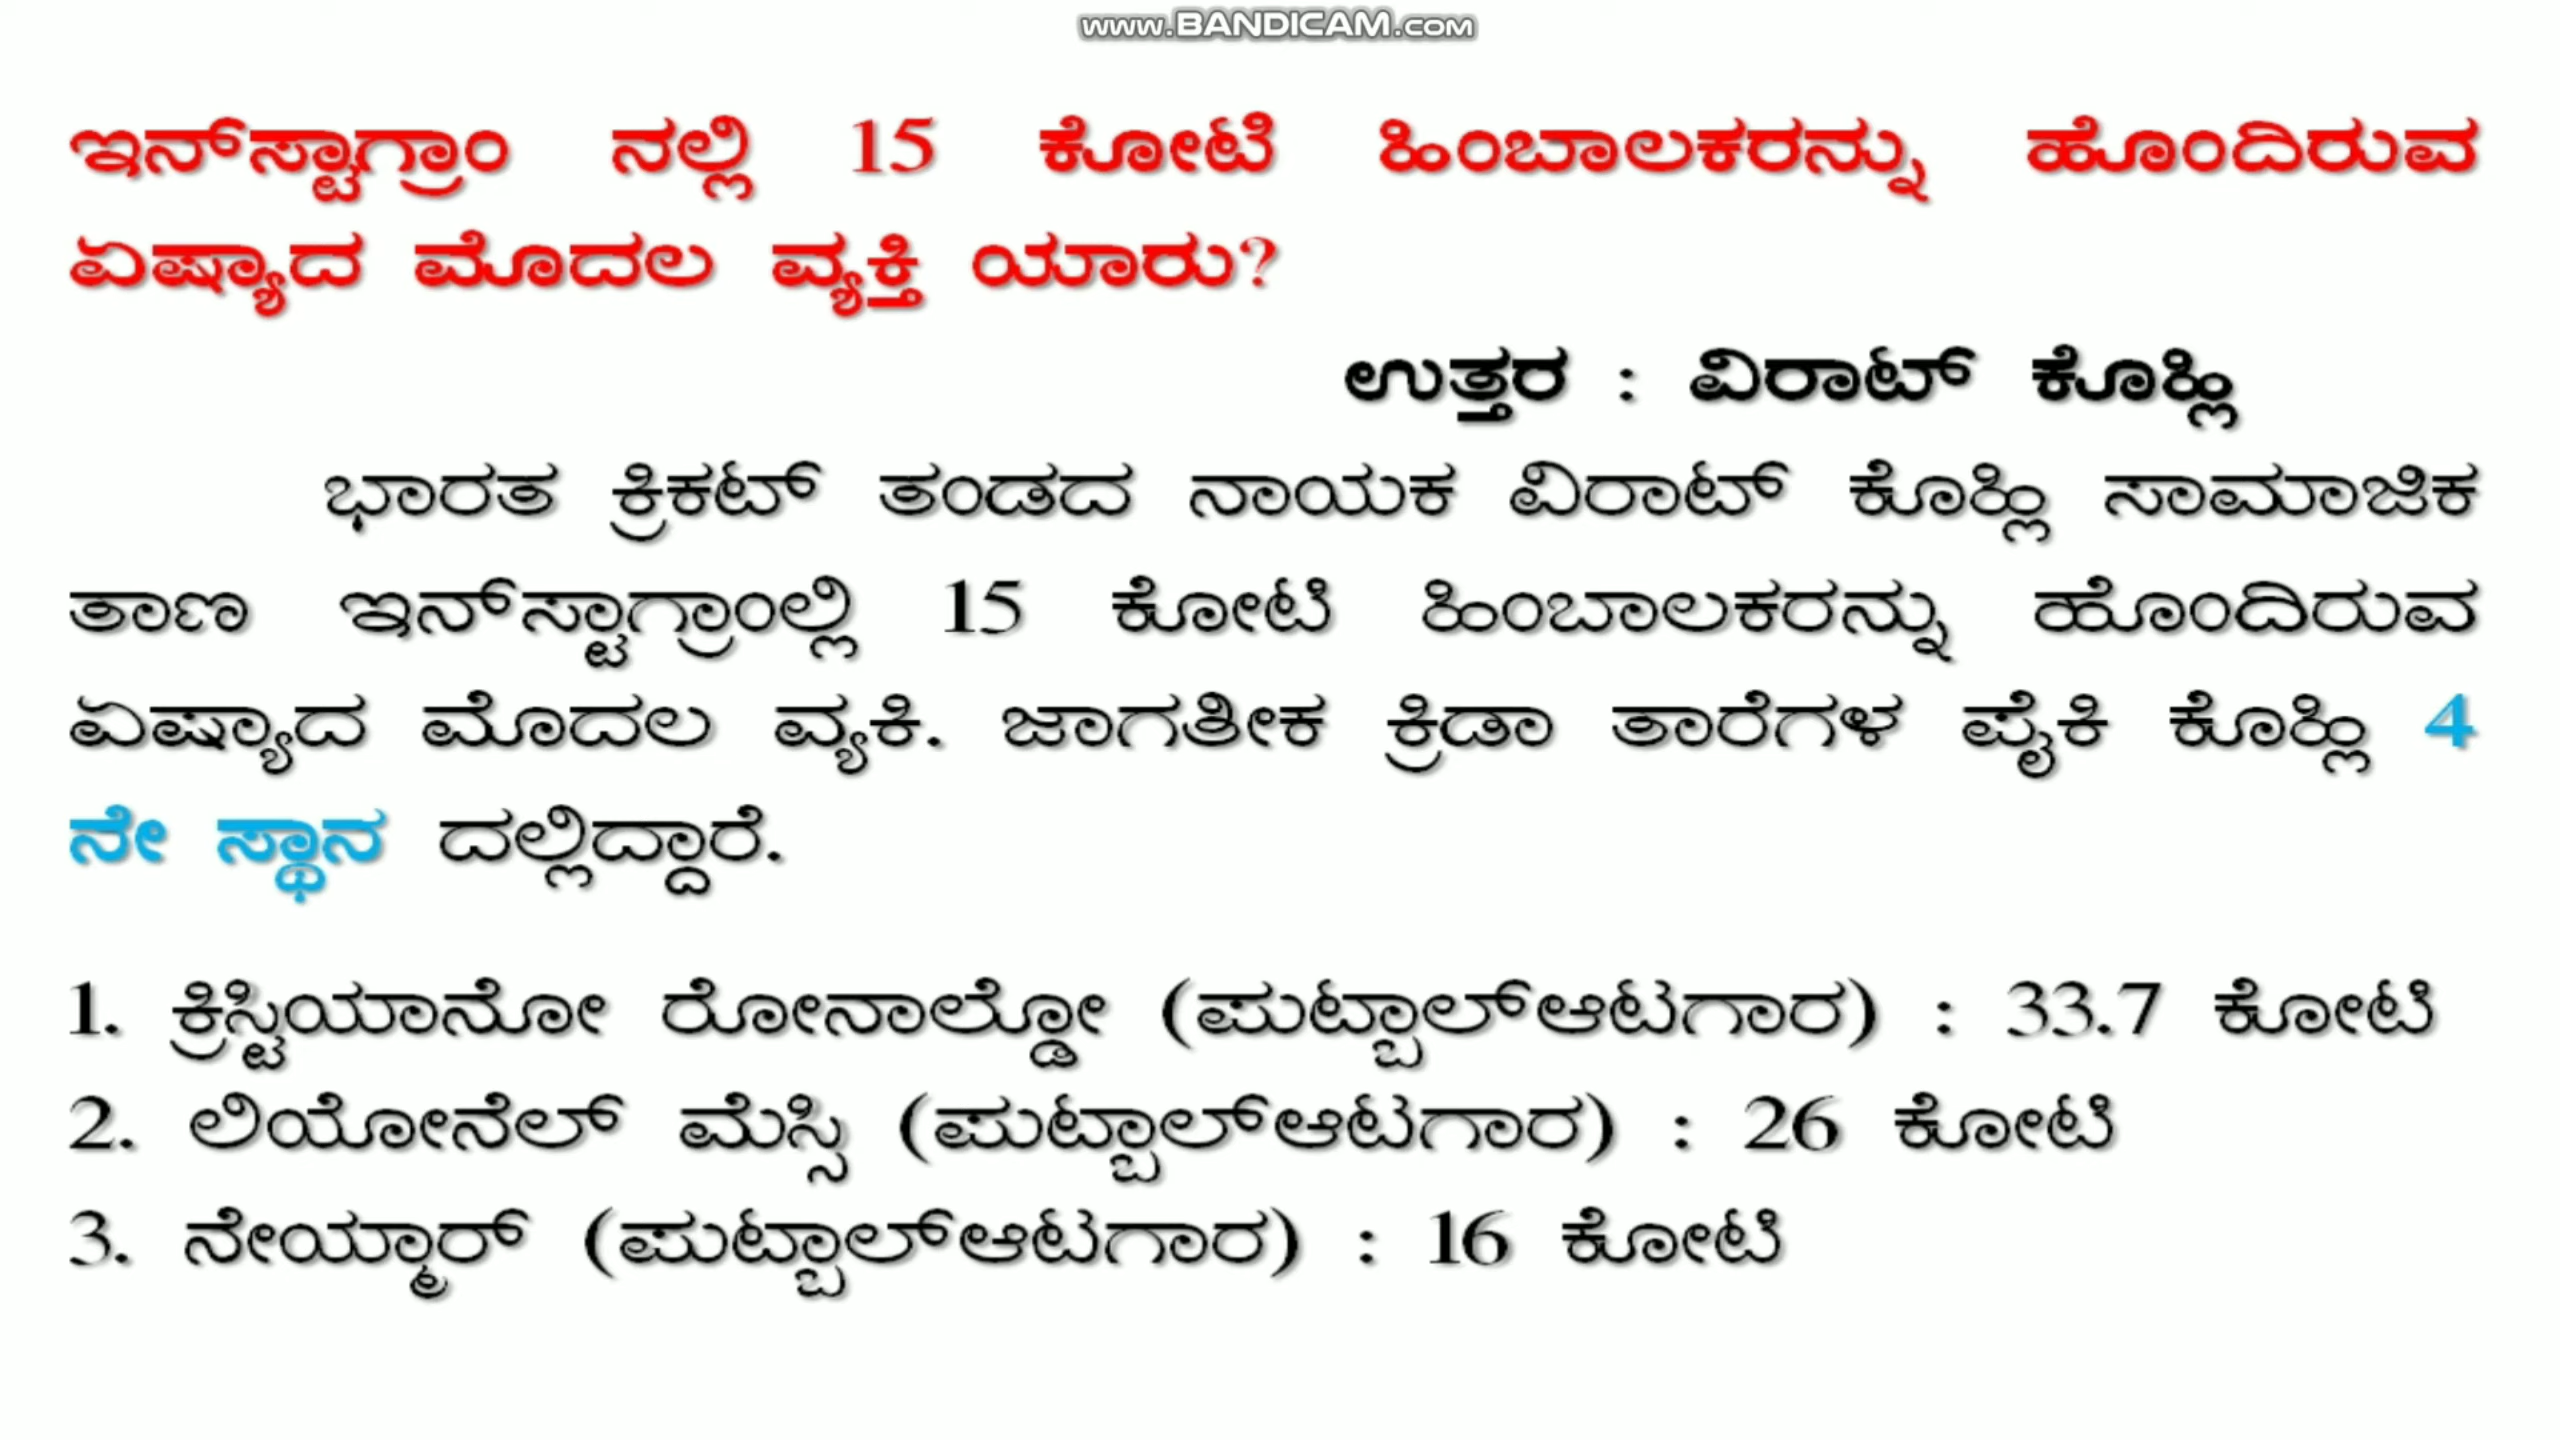 www.BANDICAM.com
ಇನ್‌ಸ್ಟಾಗ್ರಾಂ ನಲ್ಲಿ 15 ಕೋಟಿ ಹಿಂಬಾಲಕರನ್ನು ಹೊಂದಿರುವ
ಏಷ್ಯಾದ ಮೊದಲ ವ್ಯಕ್ತಿ ಯಾರು?
ಉತ್ತರ : ವಿರಾಟ್ ಕೊಹ್ಲಿ
ಭಾರತ ಕ್ರಿಕಟ್ ತಂಡದ ನಾಯಕ ವಿರಾಟ್ ಕೊಹ್ಲಿ ಸಾಮಾಜಿಕ
ತಾಣ ಇನ್‌ಸ್ಟಾಗ್ರಾಂಲ್ಲಿ 15 ಕೋಟಿ ಹಿಂಬಾಲಕರನ್ನು ಹೊಂದಿರುವ
ಏಷ್ಯಾದ ಮೊದಲ ವ್ಯಕಿ. ಜಾಗತೀಕ ಕ್ರಿಡಾ ತಾರೆಗಳ ಪೈಕಿ ಕೊಹ್ಲಿ 4
ನೇ ಸ್ಥಾನ ದಲ್ಲಿದ್ದಾರೆ.
1. ಕ್ರಿಸ್ಟಿಯಾನೋ ರೋನಾಲ್ಡೋ (ಪುಟ್ಬಾಲ್‌ಆಟಗಾರ) : 33.7 ಕೋಟಿ
2. ಲಿಯೋನೆಲ್ ಮೆಸ್ಸಿ (ಪುಟ್ಬಾಲ್‌ಆಟಗಾರ) : 26 ಕೋಟಿ
3. ನೇಯ್ಮಾರ್ (ಪುಟ್ಬಾಲ್‌ಆಟಗಾರ) : 16 ಕೋಟಿ